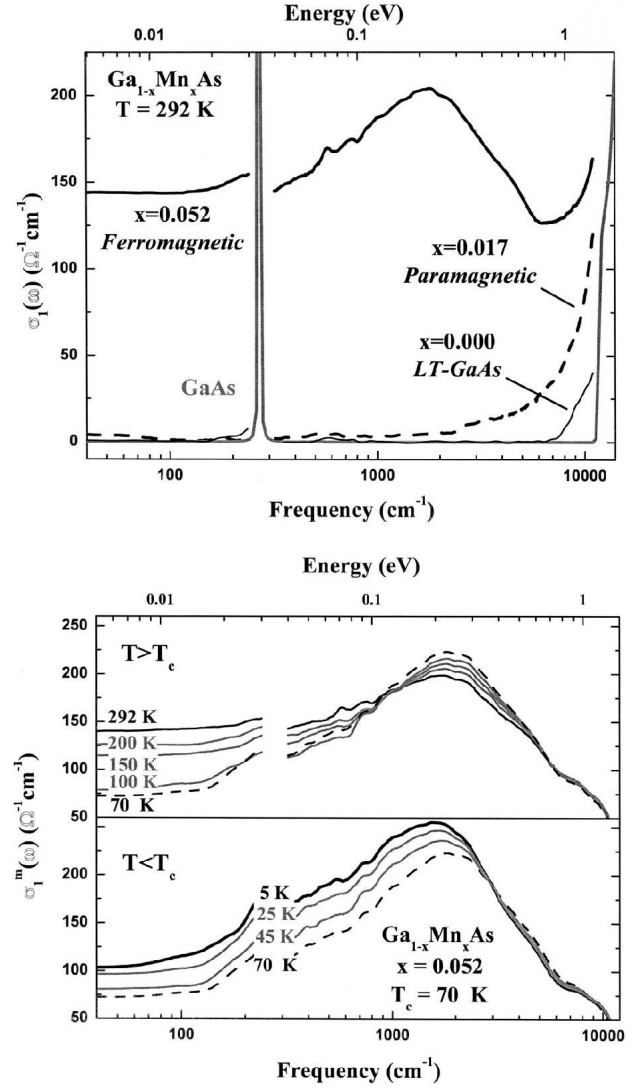 Energy (eV)
0.01 0.1 1
Ga1-xMnxAs
T = 292 K
200
150
100
50
0
x=0.052
Ferromagnetic
x=0.017
Paramagnetic
x=0.000
LT-GaAs
GaAs
σ1(ω) (Ω-1cm-1)
100 1000 10000
Frequency (cm-1)
Energy (eV)
0.01 0.1 1
250
200
150
100
50
T>Tc
292 K
200 K
150 K
100 K
70 K
σ1m(ω) (Ω-1cm-1)
200
150
100
50
T<Tc
5 K
25 K
45 K
70 K
Ga1-xMnxAs
x = 0.052
Tc = 70 K
100 1000 10000
Frequency (cm-1)